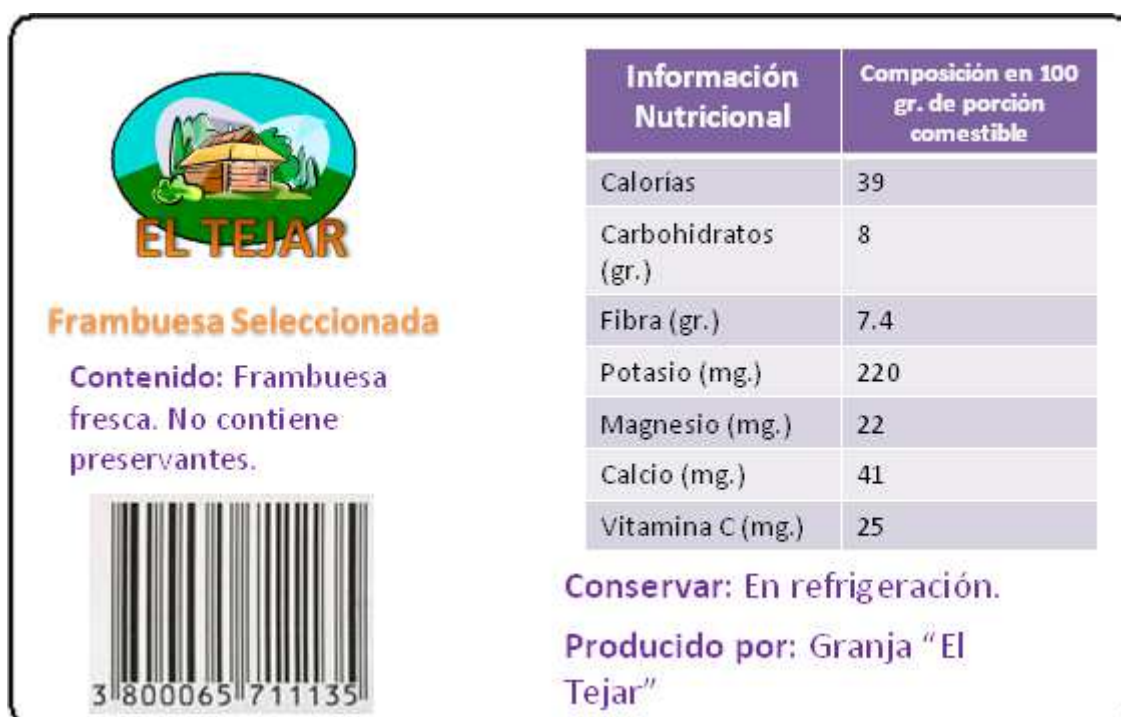 EL TEJAR
Frambuesa Seleccionada
Contenido: Frambuesa
fresca. No contiene
preservantes.
3 800065 711135
Información Nutricional | Composición en 100 gr. de porción comestible
Calorías 39
Carbohidratos (gr.) 8
Fibra (gr.) 7.4
Potasio (mg.) 220
Magnesio (mg.) 22
Calcio (mg.) 41
Vitamina C (mg.) 25
Conservar: En refrigeración.
Producido por: Granja “El
Tejar”